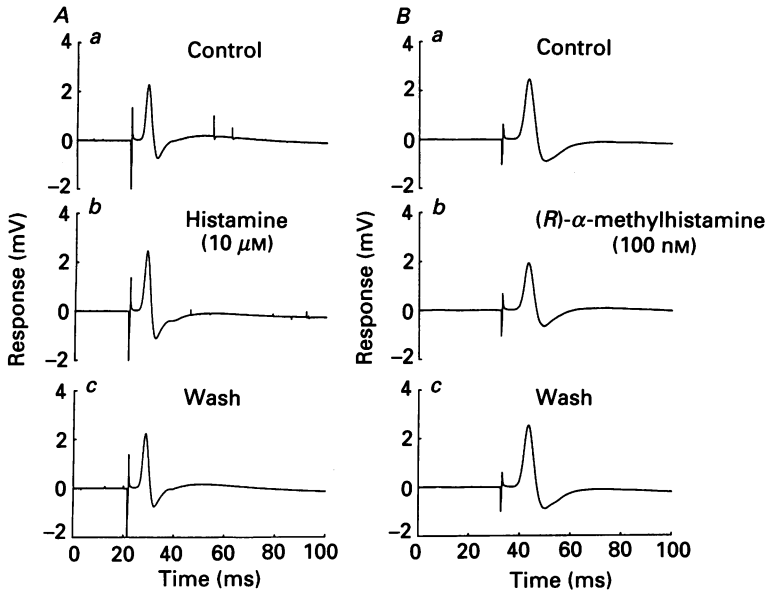 A
a
Control
4
2
0
−2
b
Histamine
(10 μM)
4
2
0
−2
c
Wash
4
2
0
−2
0 20 40 60 80 100
Time (ms)
Response (mV)
B
a
Control
4
2
0
−2
b
(R)-α-methylhistamine
(100 nM)
4
2
0
−2
c
Wash
4
2
0
−2
0 20 40 60 80 100
Time (ms)
Response (mV)